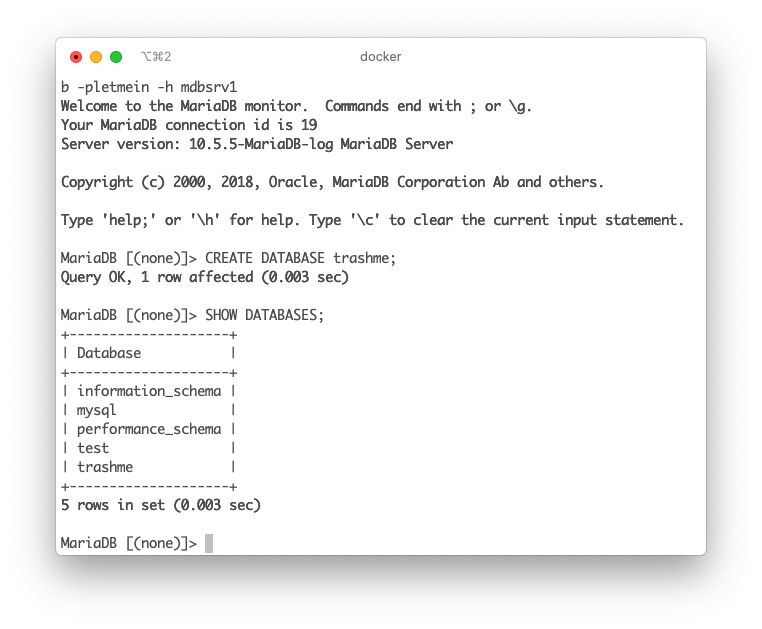 ⌥⌘2 docker
b -pletmein -h mdbsrv1
Welcome to the MariaDB monitor.  Commands end with ; or \g.
Your MariaDB connection id is 19
Server version: 10.5.5-MariaDB-log MariaDB Server

Copyright (c) 2000, 2018, Oracle, MariaDB Corporation Ab and others.

Type 'help;' or '\h' for help. Type '\c' to clear the current input statement.

MariaDB [(none)]> CREATE DATABASE trashme;
Query OK, 1 row affected (0.003 sec)

MariaDB [(none)]> SHOW DATABASES;
+--------------------+
| Database           |
+--------------------+
| information_schema |
| mysql              |
| performance_schema |
| test               |
| trashme            |
+--------------------+
5 rows in set (0.003 sec)

MariaDB [(none)]>